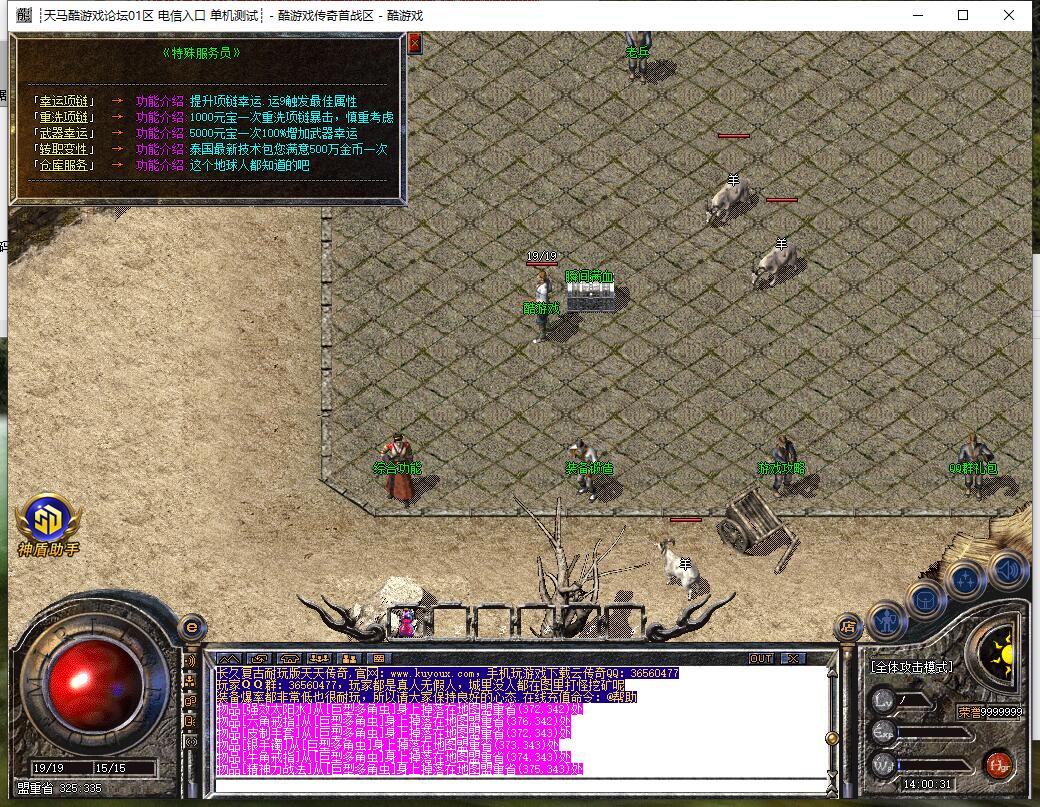 天马酷游戏论坛01区 电信入口 单机测试 - 酷游戏传奇首战区 - 酷游戏
《特殊服务员》
「幸运项链」 → 功能介绍:提升项链幸运.运9触发最佳属性
「重洗项链」 → 功能介绍:1000元宝一次重洗项链暴击,慎重考虑
「武器幸运」 → 功能介绍:5000元宝一次100%增加武器幸运
「转职变性」 → 功能介绍:泰国最新技术包您满意500万金币一次
「仓库服务」 → 功能介绍:这个地球人都知道的吧
老兵
羊
羊
19/19
瞬间满血
酷游戏
综合功能
装备锻造
游戏攻略
QQ群礼包
神盾助手
羊
店
OUT
长久复古耐玩版天天传奇,官网:www.kuyoux.com,手机玩游戏下载云传奇QQ:36560477
玩家QQ群:36560477,玩家都是真人无假人,城里没人都在图里打怪挖矿呢
装备爆率都非常低也很耐玩,所以请大家保持良好的心态.在线充值命令:@帮助
物品[强效太阳水]从[巨型多角虫]身上掉落在地图盟重省(377,342)处
物品[六角戒指]从[巨型多角虫]身上掉落在地图盟重省(376,342)处
物品[皮制手套]从[巨型多角虫]身上掉落在地图盟重省(372,343)处
物品[银手镯]从[巨型多角虫]身上掉落在地图盟重省(373,343)处
物品[牛角戒指]从[巨型多角虫]身上掉落在地图盟重省(374,343)处
物品[精神力战法]从[巨型多角虫]身上掉落在地图盟重省(375,343)处
[全体攻击模式]
Lv 7
荣誉9999999
Exp
Wg
Hgr
19/19 15/15
盟重省 325:335
14:00:31